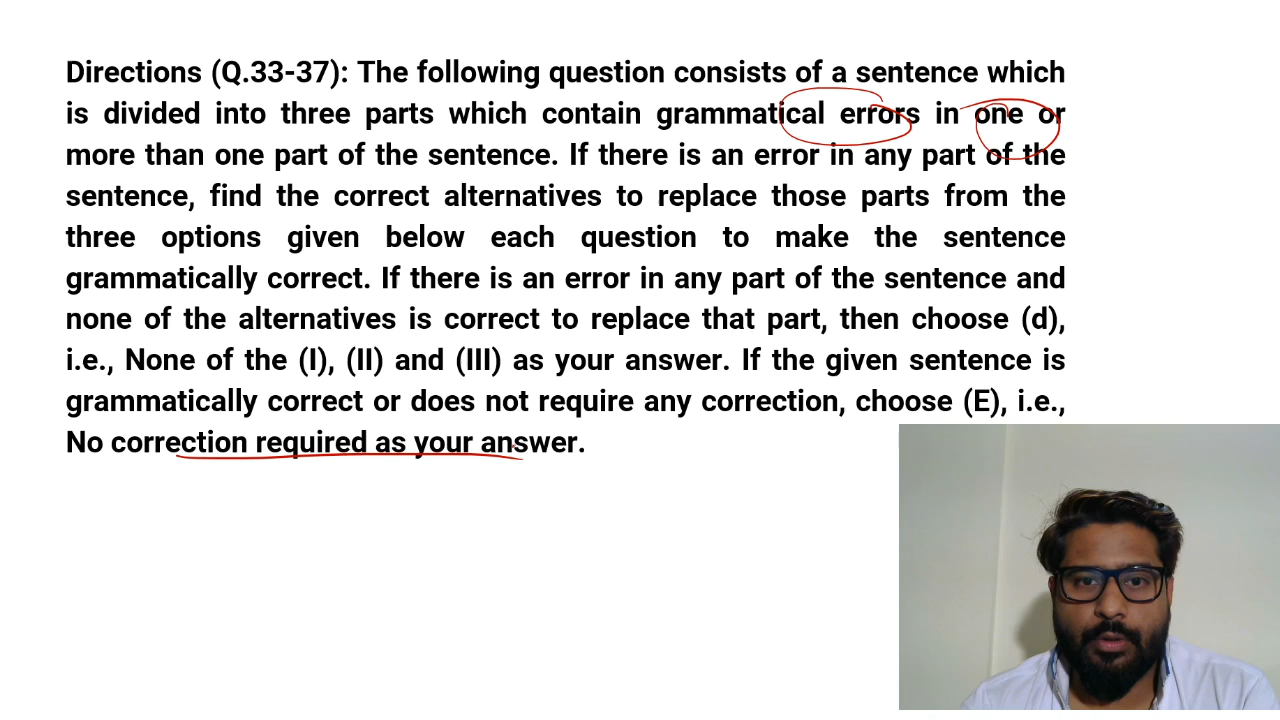 Directions (Q.33-37): The following question consists of a sentence which
is divided into three parts which contain grammatical errors in one or
more than one part of the sentence. If there is an error in any part of the
sentence, find the correct alternatives to replace those parts from the
three options given below each question to make the sentence
grammatically correct. If there is an error in any part of the sentence and
none of the alternatives is correct to replace that part, then choose (d),
i.e., None of the (I), (II) and (III) as your answer. If the given sentence is
grammatically correct or does not require any correction, choose (E), i.e.,
No correction required as your answer.